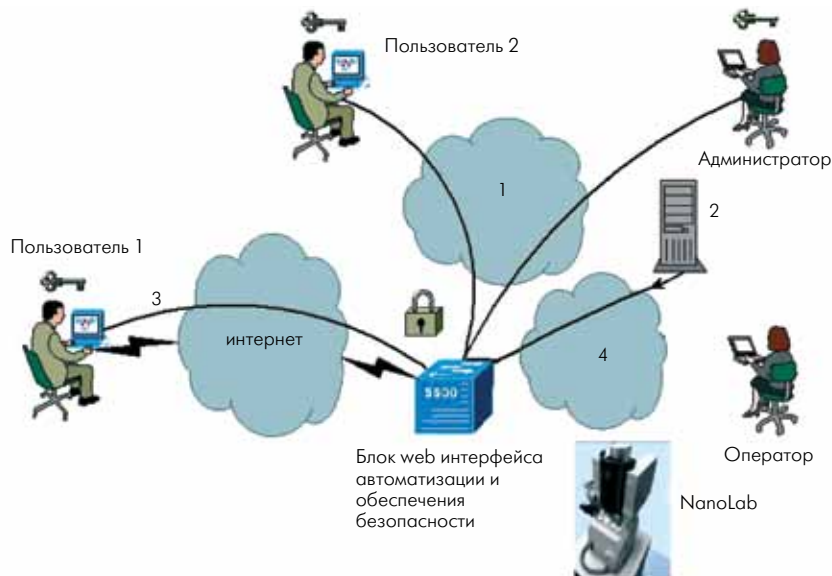 Пользователь 2
Администратор
1
2
Пользователь 1
3
интернет
4
5500
Блок web интерфейса
автоматизации и
обеспечения
безопасности
Оператор
NanoLab